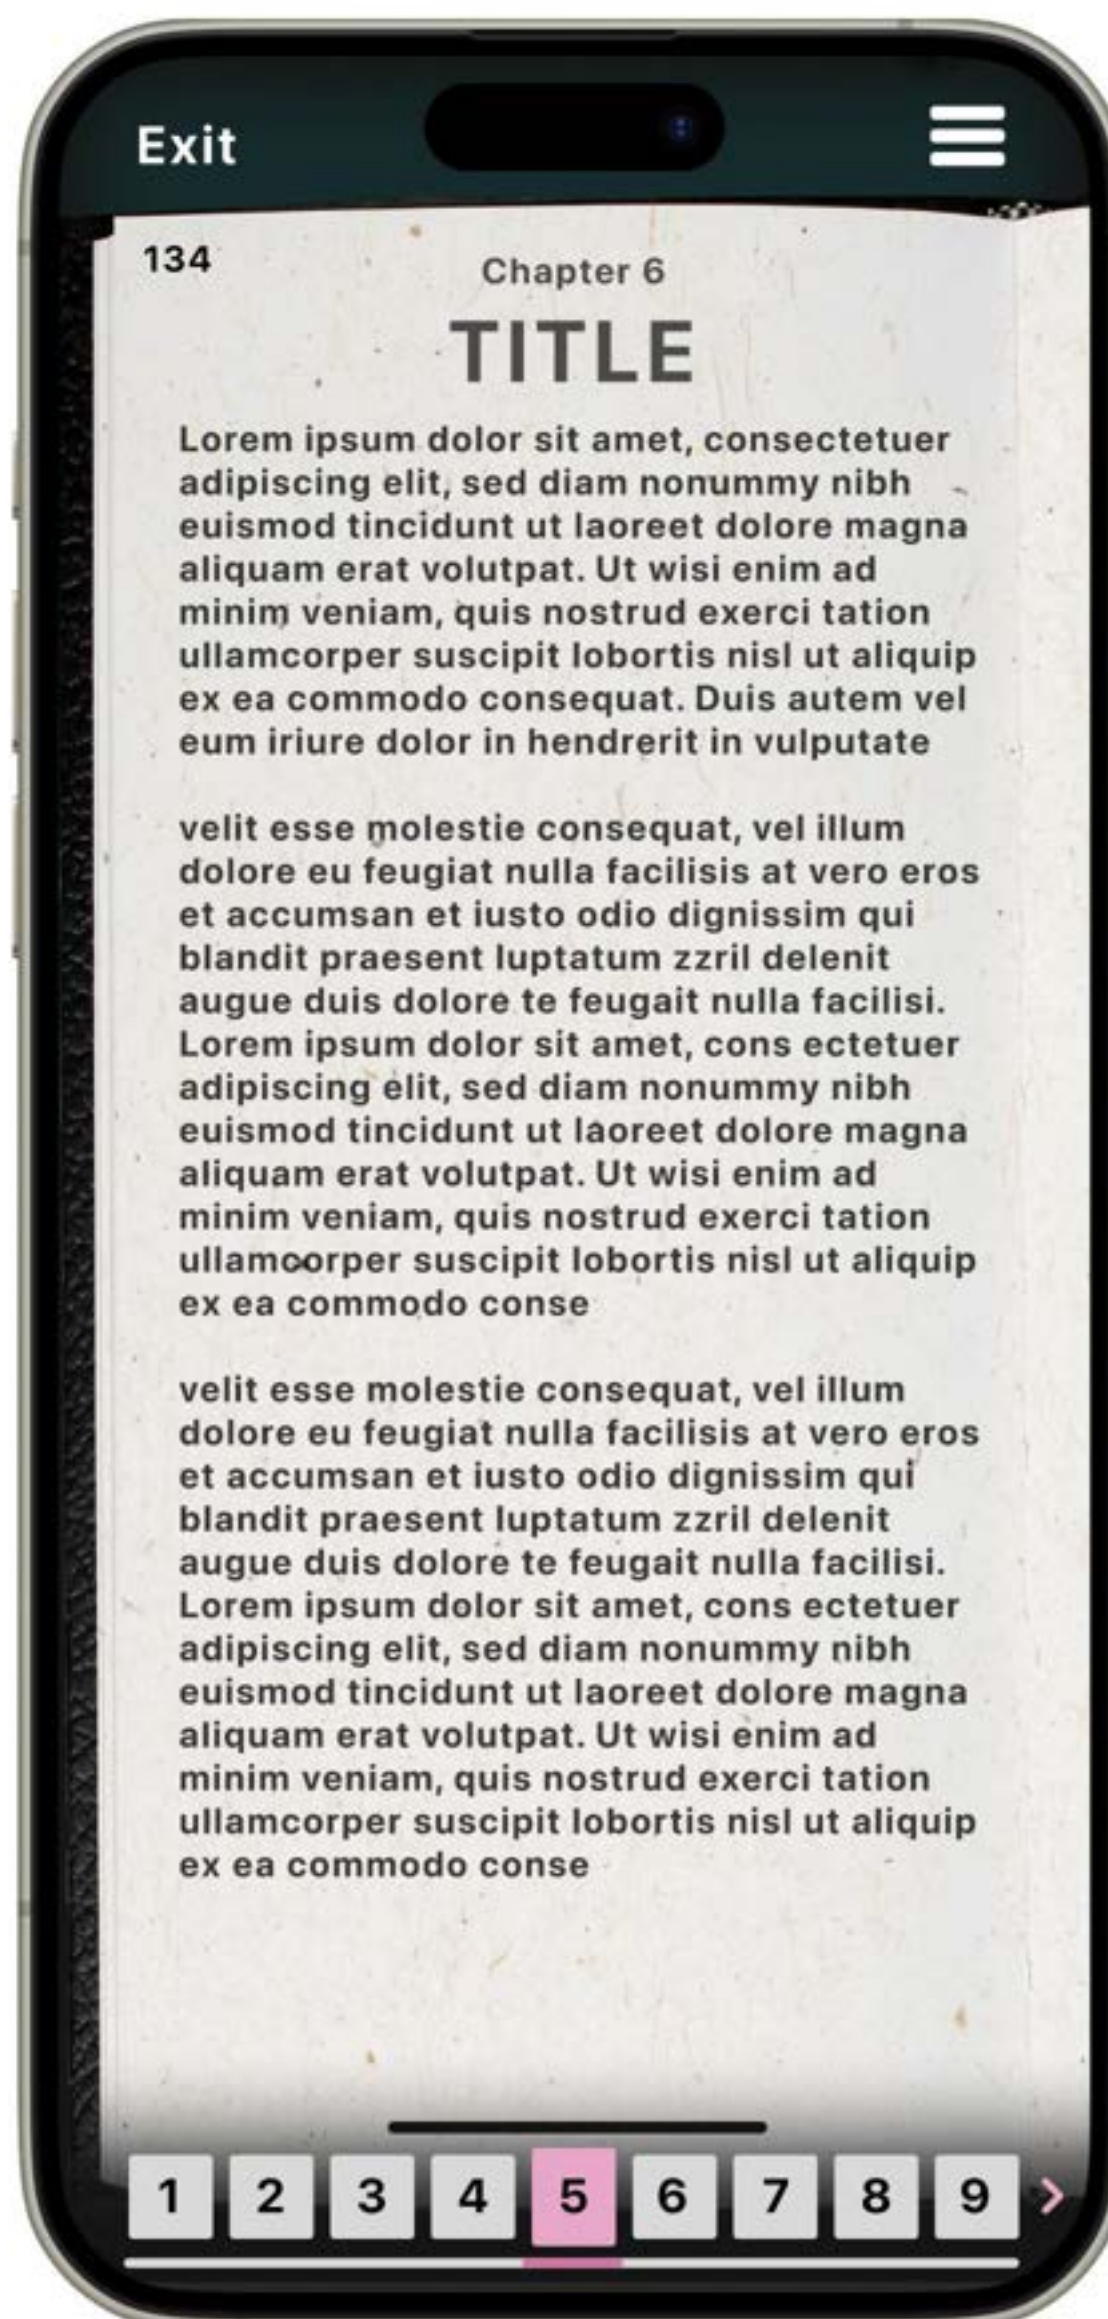 Exit
134
Chapter 6
TITLE
Lorem ipsum dolor sit amet, consectetuer
adipiscing elit, sed diam nonummy nibh
euismod tincidunt ut laoreet dolore magna
aliquam erat volutpat. Ut wisi enim ad
minim veniam, quis nostrud exerci tation
ullamcorper suscipit lobortis nisl ut aliquip
ex ea commodo consequat. Duis autem vel
eum iriure dolor in hendrerit in vulputate
velit esse molestie consequat, vel illum
dolore eu feugiat nulla facilisis at vero eros
et accumsan et iusto odio dignissim qui
blandit praesent luptatum zzril delenit
augue duis dolore te feugait nulla facilisi.
Lorem ipsum dolor sit amet, cons ectetuer
adipiscing elit, sed diam nonummy nibh
euismod tincidunt ut laoreet dolore magna
aliquam erat volutpat. Ut wisi enim ad
minim veniam, quis nostrud exerci tation
ullamcorper suscipit lobortis nisl ut aliquip
ex ea commodo conse
velit esse molestie consequat, vel illum
dolore eu feugiat nulla facilisis at vero eros
et accumsan et iusto odio dignissim qui
blandit praesent luptatum zzril delenit
augue duis dolore te feugait nulla facilisi.
Lorem ipsum dolor sit amet, cons ectetuer
adipiscing elit, sed diam nonummy nibh
euismod tincidunt ut laoreet dolore magna
aliquam erat volutpat. Ut wisi enim ad
minim veniam, quis nostrud exerci tation
ullamcorper suscipit lobortis nisl ut aliquip
ex ea commodo conse
1 2 3 4 5 6 7 8 9 >